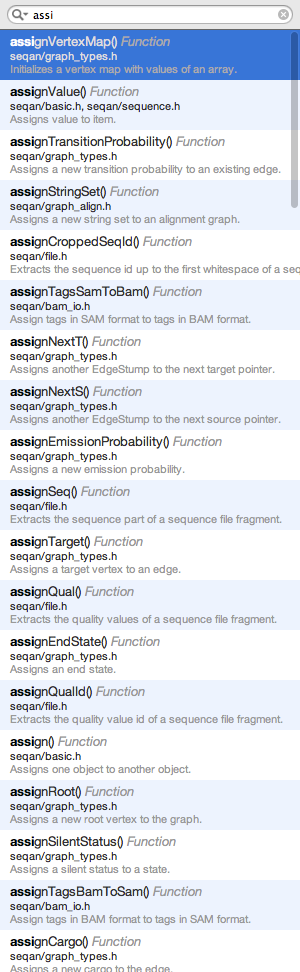 assi
assignVertexMap() Function
seqan/graph_types.h
Initializes a vertex map with values of an array.
assignValue() Function
seqan/basic.h, seqan/sequence.h
Assigns value to item.
assignTransitionProbability() Function
seqan/graph_types.h
Assigns a new transition probability to an existing edge.
assignStringSet() Function
seqan/graph_align.h
Assigns a new string set to an alignment graph.
assignCroppedSeqId() Function
seqan/file.h
Extracts the sequence id up to the first whitespace of a seq
assignTagsSamToBam() Function
seqan/bam_io.h
Assign tags in SAM format to tags in BAM format.
assignNextT() Function
seqan/graph_types.h
Assigns another EdgeStump to the next target pointer.
assignNextS() Function
seqan/graph_types.h
Assigns another EdgeStump to the next source pointer.
assignEmissionProbability() Function
seqan/graph_types.h
Assigns a new emission probability.
assignSeq() Function
seqan/file.h
Extracts the sequence part of a sequence file fragment.
assignTarget() Function
seqan/graph_types.h
Assigns a target vertex to an edge.
assignQual() Function
seqan/file.h
Extracts the quality values of a sequence file fragment.
assignEndState() Function
seqan/graph_types.h
Assigns an end state.
assignQualId() Function
seqan/file.h
Extracts the quality value id of a sequence file fragment.
assign() Function
seqan/basic.h
Assigns one object to another object.
assignRoot() Function
seqan/graph_types.h
Assigns a new root vertex to the graph.
assignSilentStatus() Function
seqan/graph_types.h
Assigns a silent status to a state.
assignTagsBamToSam() Function
seqan/bam_io.h
Assign tags in BAM format to tags in SAM format.
assignCargo() Function
seqan/graph_types.h
Assigns a new cargo to the edge.